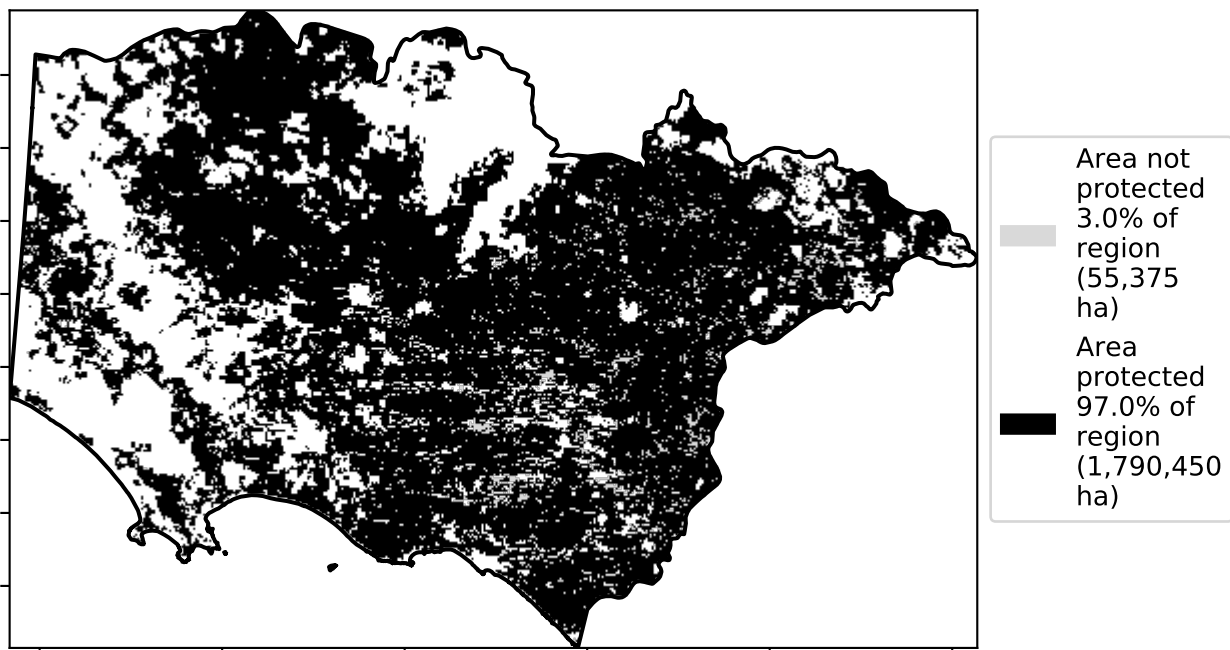 Area not
protected
3.0% of
region
(55,375
ha)
Area
protected
97.0% of
region
(1,790,450
ha)